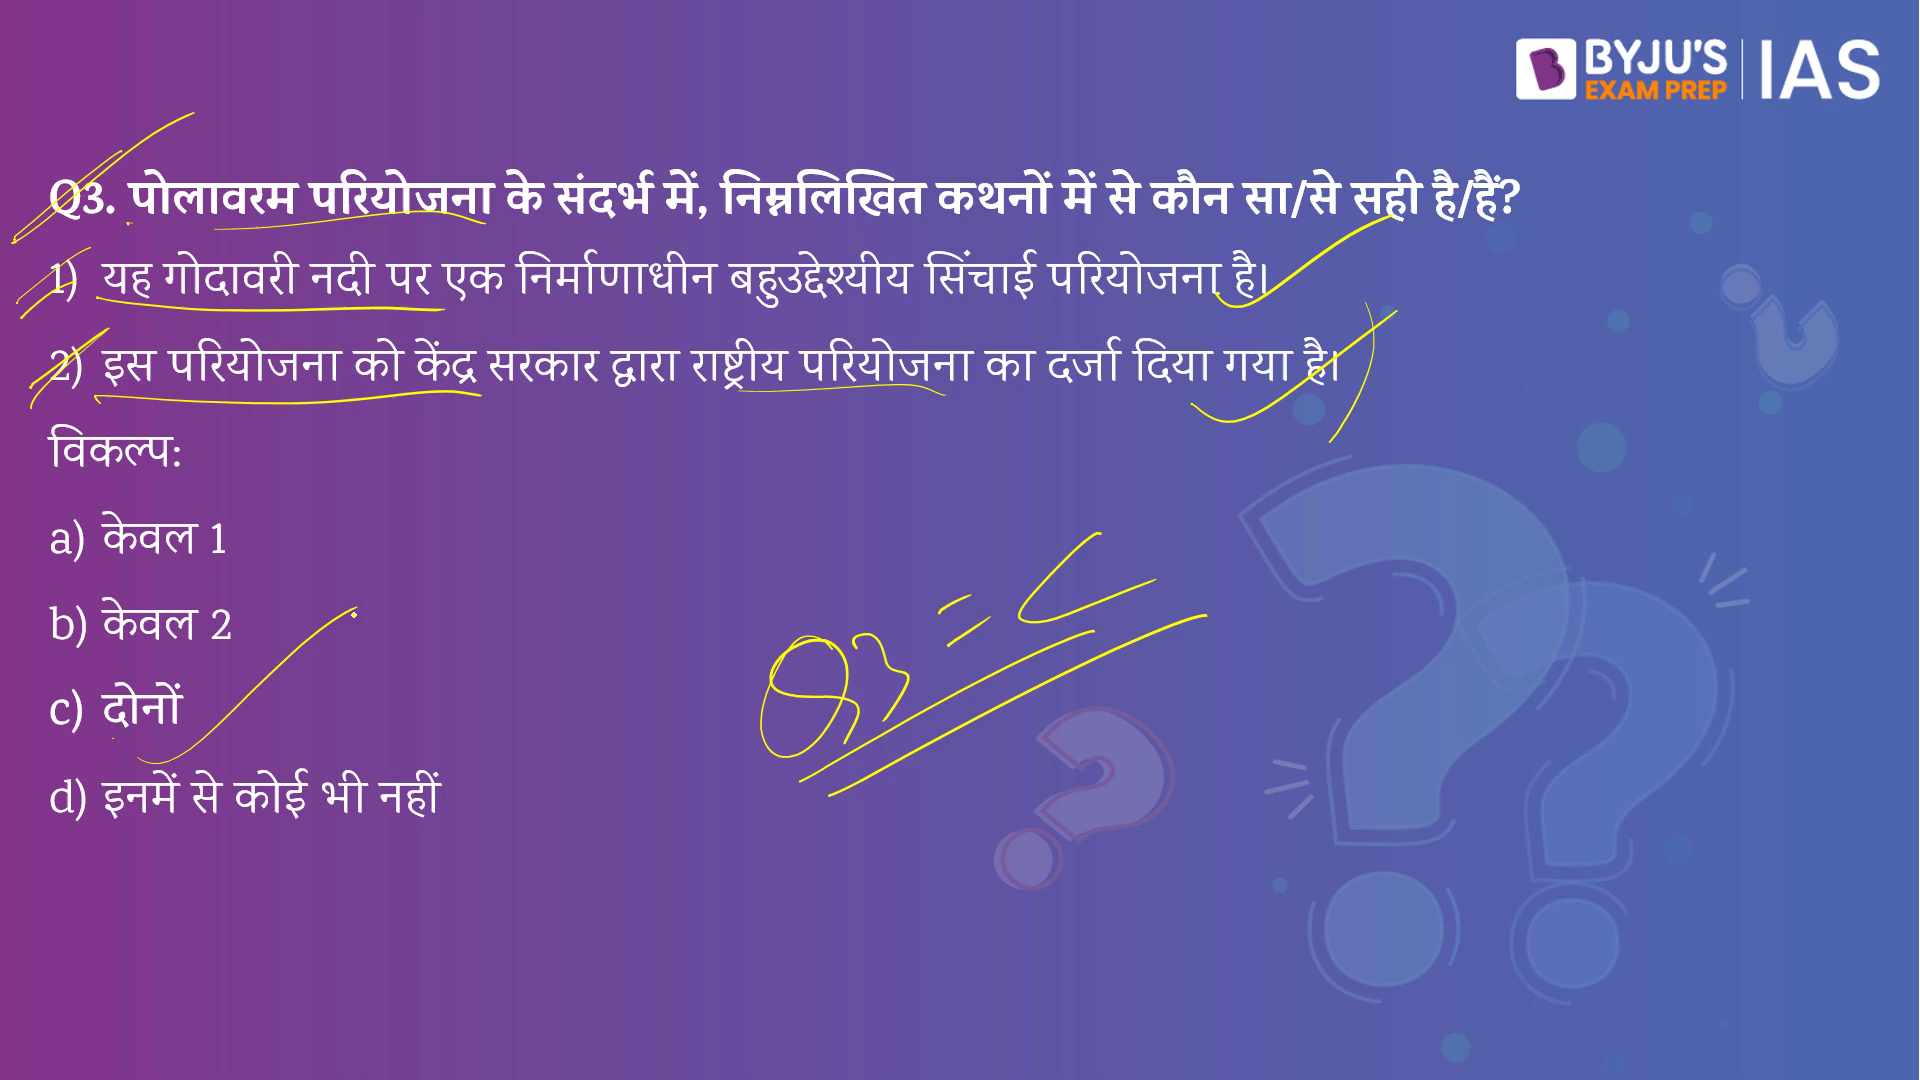 BYJU'S
EXAM PREP
IAS
Q3. पोलावरम परियोजना के संदर्भ में, निम्नलिखित कथनों में से कौन सा/से सही है/हैं?
1) यह गोदावरी नदी पर एक निर्माणाधीन बहुउद्देश्यीय सिंचाई परियोजना है।
2) इस परियोजना को केंद्र सरकार द्वारा राष्ट्रीय परियोजना का दर्जा दिया गया है।
विकल्प:
a) केवल 1
b) केवल 2
c) दोनों
d) इनमें से कोई भी नहीं
Q3 = C